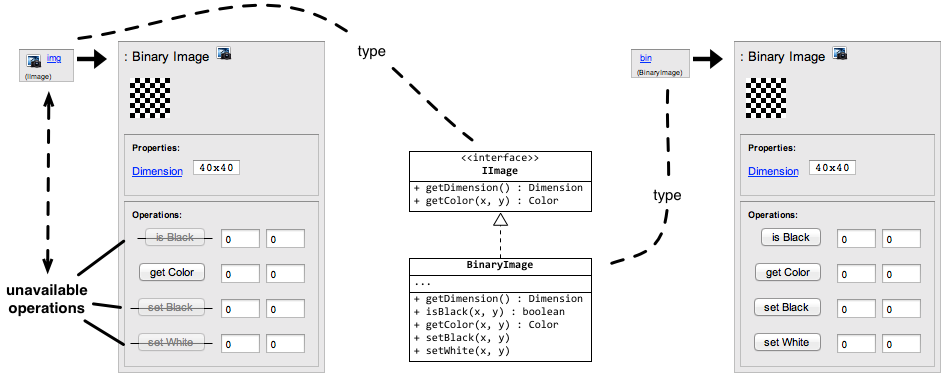 img
(IImage)
: Binary Image
Properties:
Dimension
40x40
Operations:
is Black
0
0
get Color
0
0
set Black
0
0
set White
0
0
unavailable
operations
type
<<interface>>
IImage
+ getDimension() : Dimension
+ getColor(x, y) : Color
BinaryImage
...
+ getDimension() : Dimension
+ isBlack(x, y) : boolean
+ getColor(x, y) : Color
+ setBlack(x, y)
+ setWhite(x, y)
type
bin
(BinaryImage)
: Binary Image
Properties:
Dimension
40x40
Operations:
is Black
0
0
get Color
0
0
set Black
0
0
set White
0
0